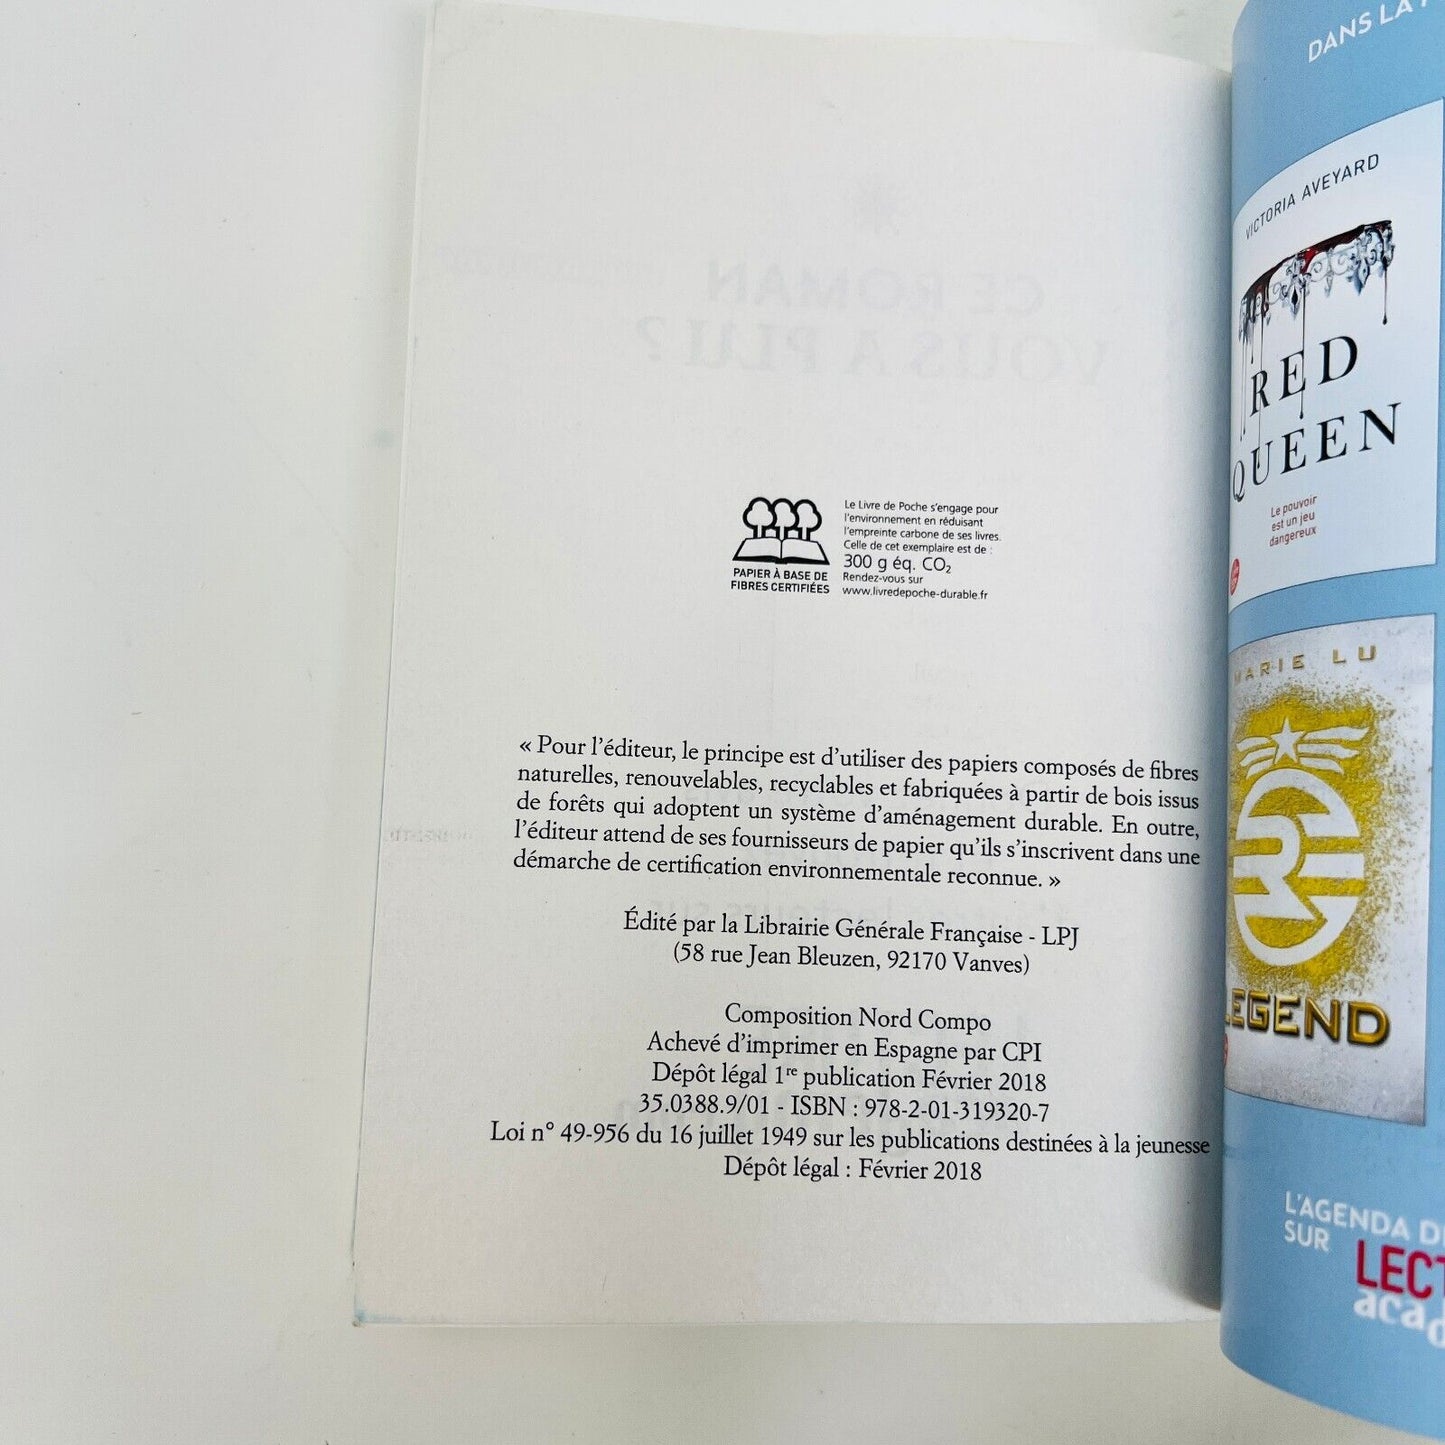 CE ROMAN
VOUS A PLU ?
PAPIER À BASE DE
FIBRES CERTIFIÉES
Le Livre de Poche s'engage pour
l'environnement en réduisant
l'empreinte carbone de ses livres.
Celle de cet exemplaire est de :
300 g éq. CO₂
Rendez-vous sur
www.livredepoche-durable.fr
« Pour l'éditeur, le principe est d'utiliser des papiers composés de fibres
naturelles, renouvelables, recyclables et fabriquées à partir de bois issus
de forêts qui adoptent un système d'aménagement durable. En outre,
l'éditeur attend de ses fournisseurs de papier qu'ils s'inscrivent dans une
démarche de certification environnementale reconnue. »
Édité par la Librairie Générale Française - LPJ
(58 rue Jean Bleuzen, 92170 Vanves)
Composition Nord Compo
Achevé d'imprimer en Espagne par CPI
Dépôt légal 1re publication Février 2018
35.0388.9/01 - ISBN : 978-2-01-319320-7
Loi n° 49-956 du 16 juillet 1949 sur les publications destinées à la jeunesse
Dépôt légal : Février 2018
DANS LA
VICTORIA AVEYARD
RED
QUEEN
Le pouvoir
est un jeu
dangereux
MARIE LU
LEGEND
L'AGENDA
SUR